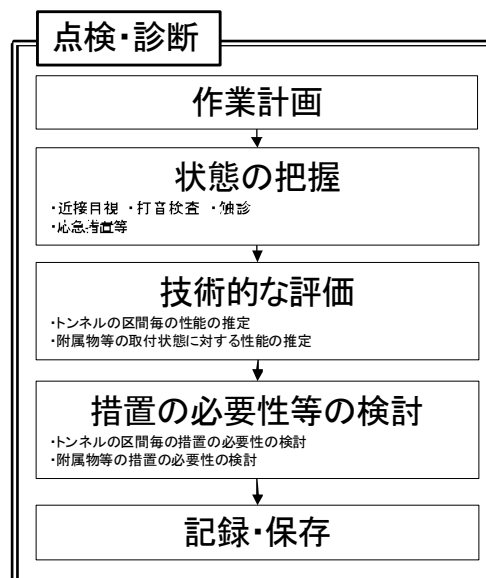 点検・診断
作業計画
状態の把握
・近接目視 ・打音検査 ・触診
・応急措置等
技術的な評価
・トンネルの区間毎の性能の推定
・附属物等の取付状態に対する性能の推定
措置の必要性等の検討
・トンネルの区間毎の措置の必要性の検討
・附属物等の措置の必要性の検討
記録・保存